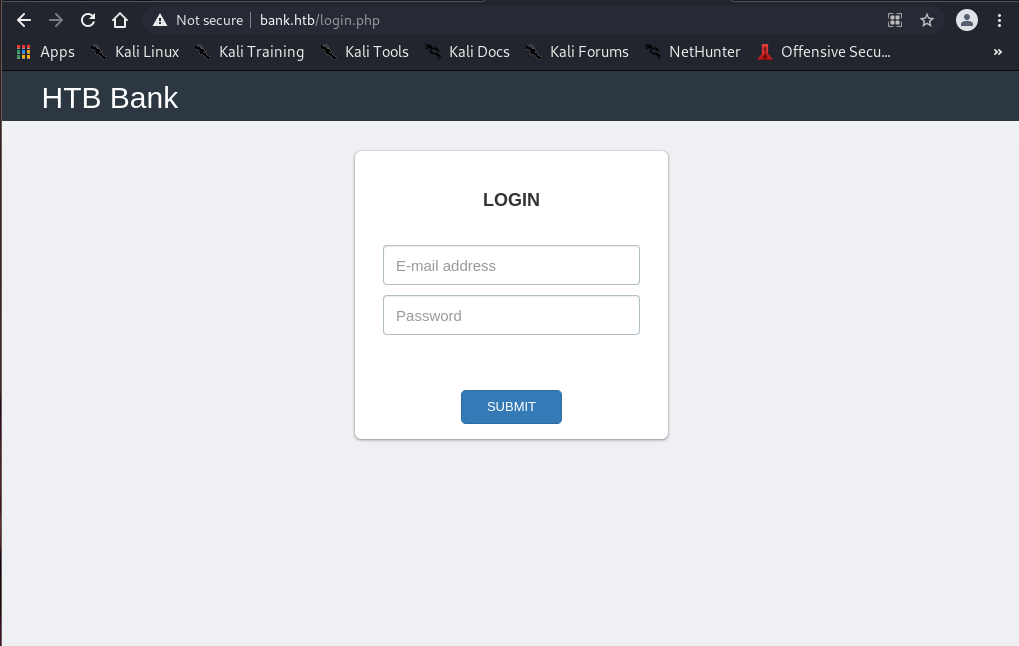 Not secure bank.htb/login.php
Apps Kali Linux Kali Training Kali Tools Kali Docs Kali Forums NetHunter Offensive Secu... »
HTB Bank
LOGIN
E-mail address
Password
SUBMIT